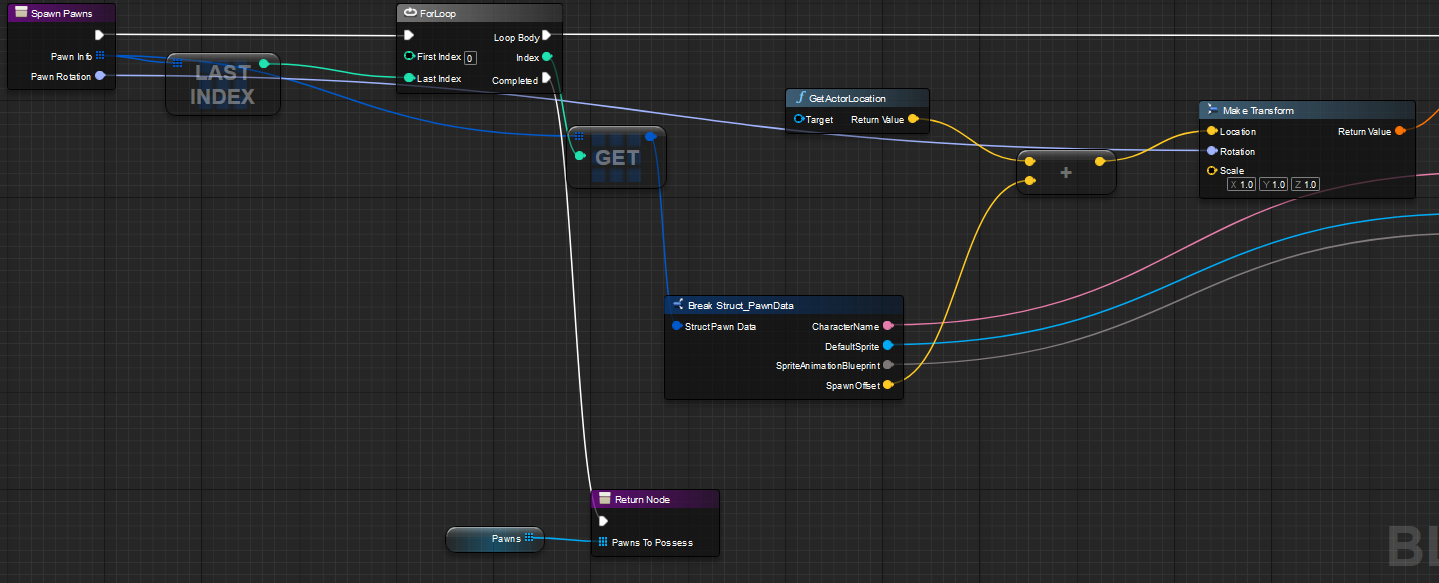 Spawn Pawns
Pawn Info
Pawn Rotation
LAST
INDEX
ForLoop
First Index 0
Last Index
Loop Body
Index
Completed
GET
GetActorLocation
Target
Return Value
+
Make Transform
Location
Rotation
Scale
X 1.0 Y 1.0 Z 1.0
Return Value
Break Struct_PawnData
StructPawn Data
CharacterName
DefaultSprite
SpriteAnimationBlueprint
SpawnOffset
Return Node
Pawns To Possess
Pawns
BL